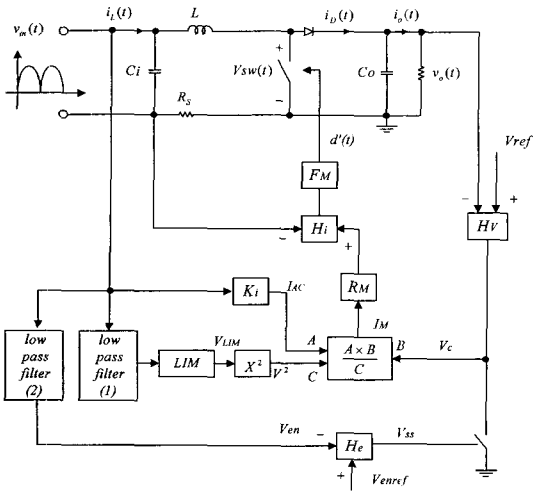 v_in(t)
i_L(t)
L
i_D(t)
i_o(t)
+
Ci
Vsw(t)
Co
v_o(t)
−
R_S
d'(t)
Vref
F_M
−
+
H_i
−
+
H_V
R_M
K_i
I_AC
I_M
low pass filter (2)
low pass filter (1)
LIM
V_LIM
X^2
V^2
A
C
A × B
C
B
V_c
V_en
−
H_e
V_ss
+
V_enref